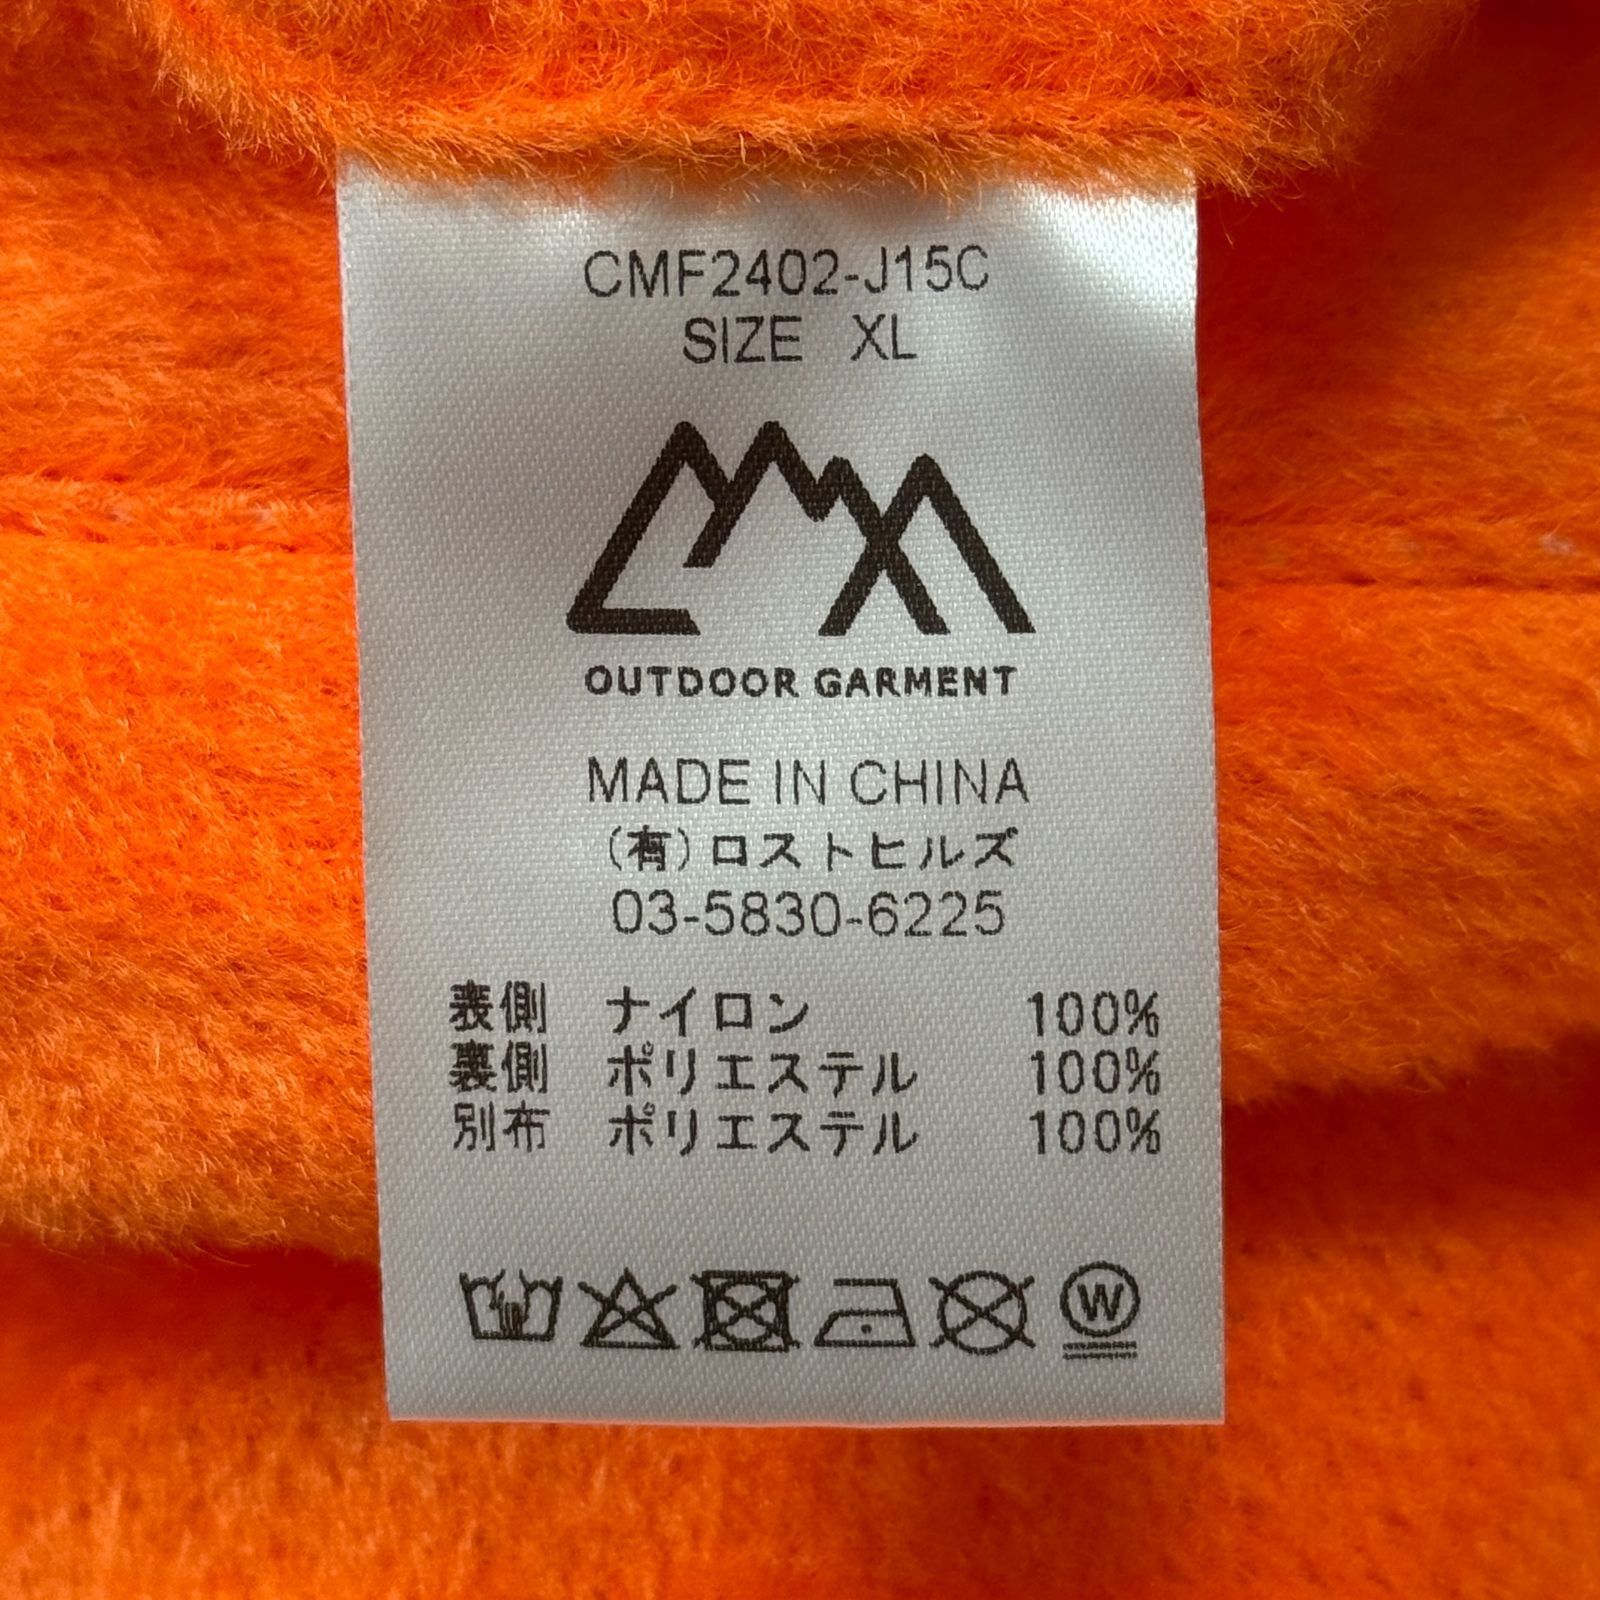 CMF2402-J15C
SIZE XL
OUTDOOR GARMENT
MADE IN CHINA
(有)ロストヒルズ
03-5830-6225
表側 ナイロン 100%
裏側 ポリエステル 100%
別布 ポリエステル 100%
W